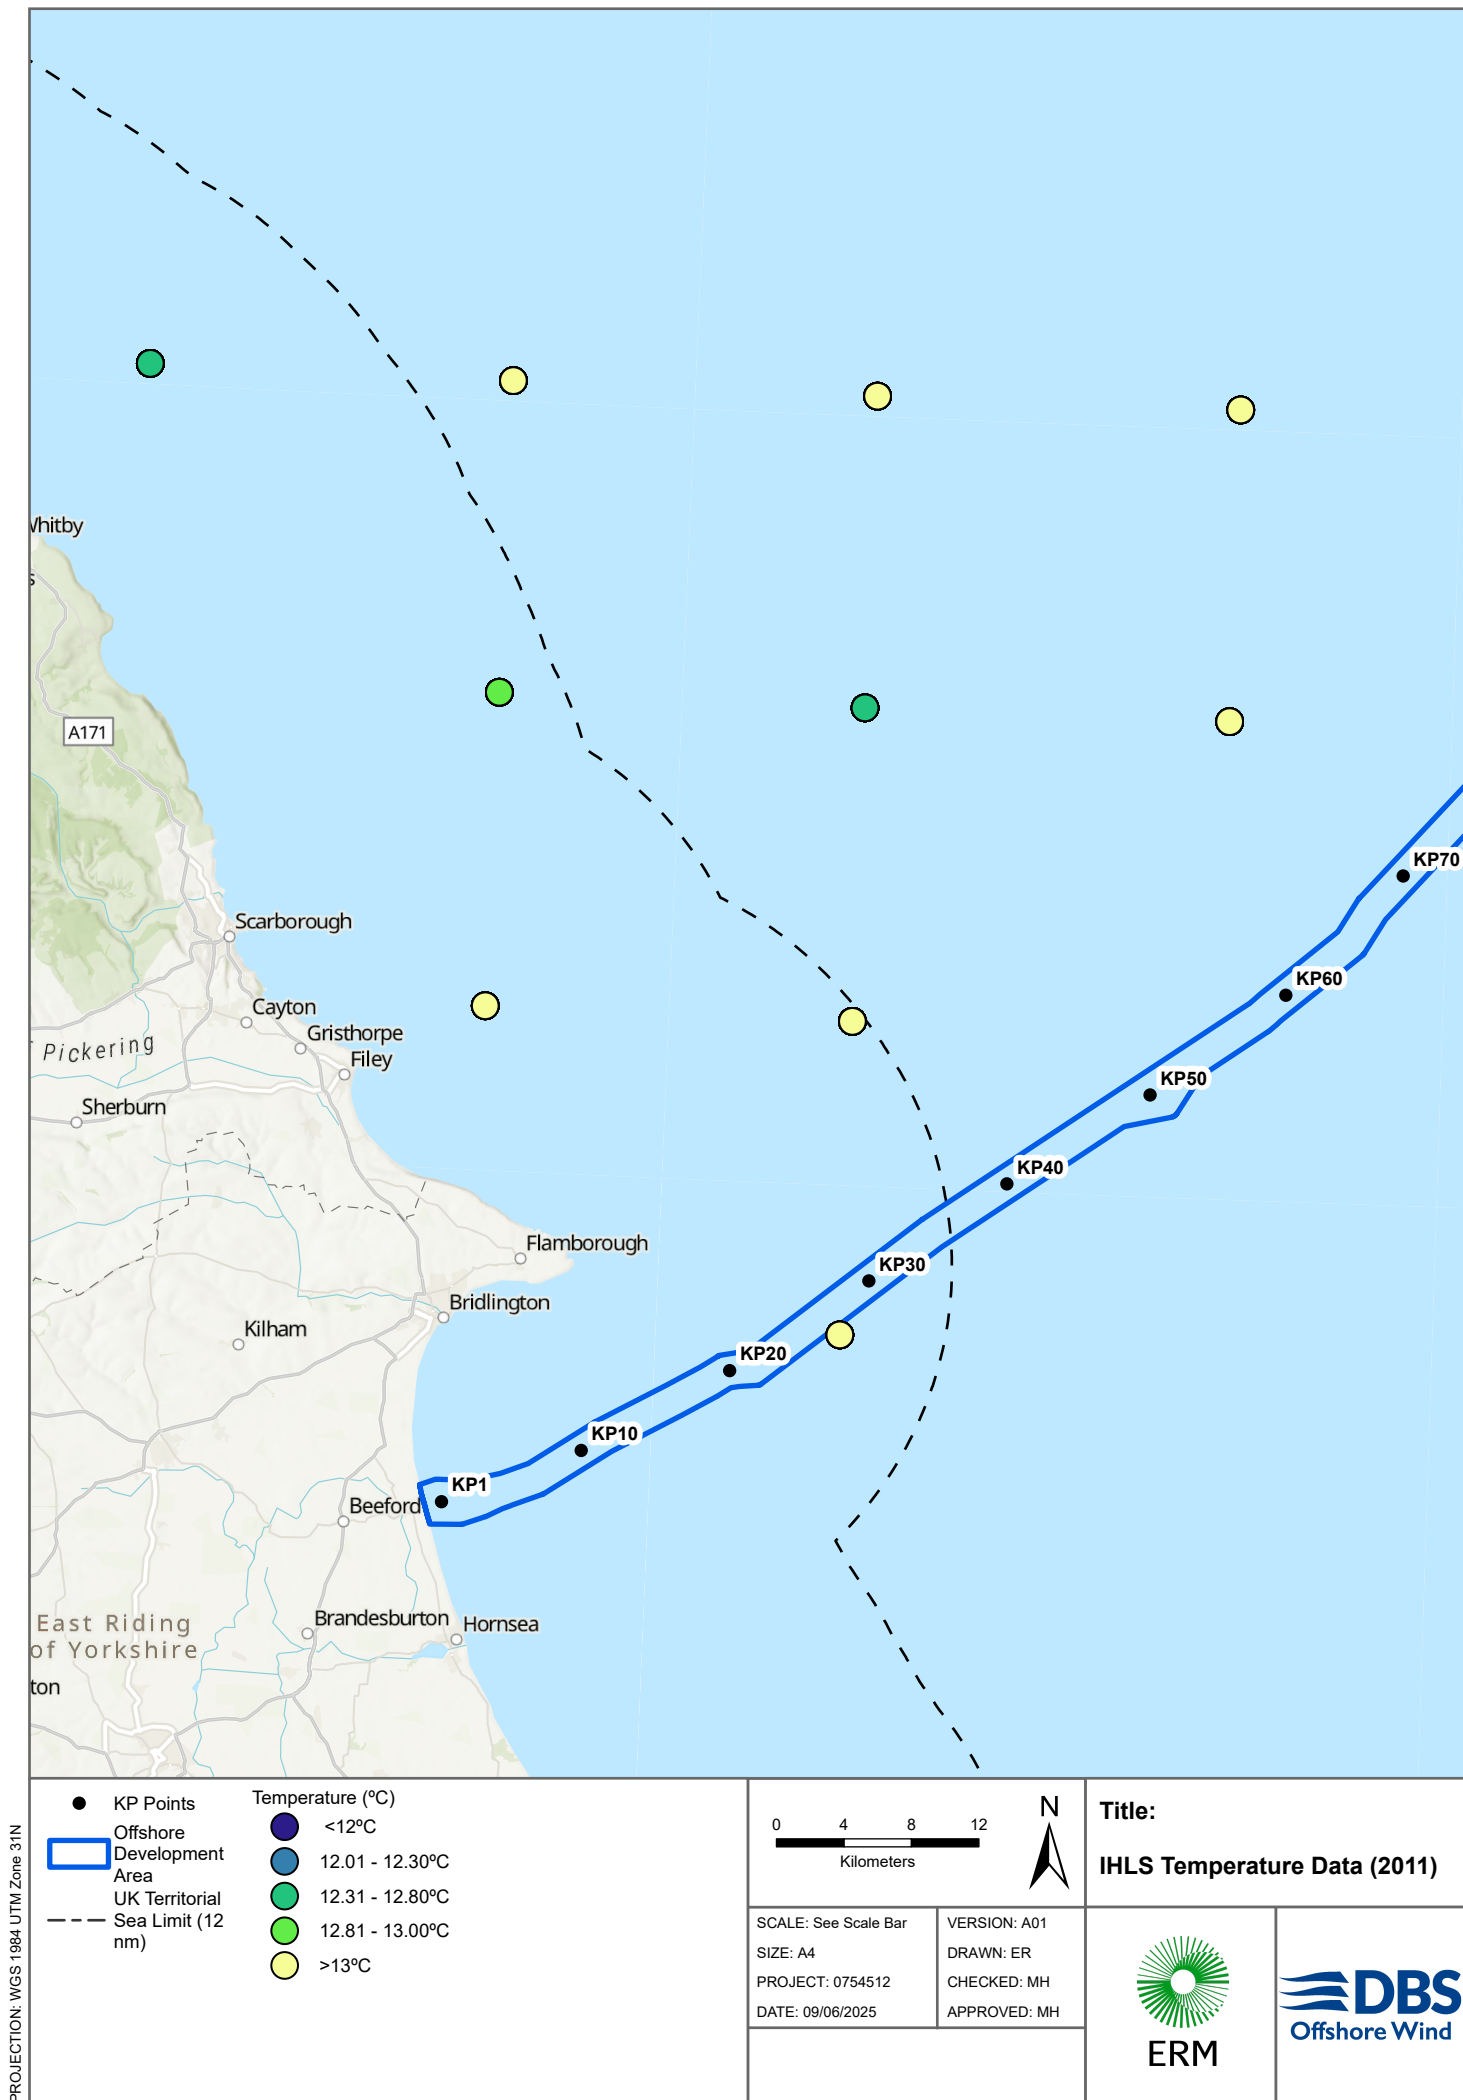 Whitby
s
A171
KP70
Scarborough
KP60
Cayton
Gristhorpe
Pickering
Filey
KP50
Sherburn
KP40
Flamborough
KP30
Bridlington
Kilham
KP20
KP10
KP1
Beeford
East Riding
of Yorkshire
Brandesburton
Hornsea
ton
PROJECTION: WGS 1984 UTM Zone 31N
KP Points
Offshore
Development
Area
UK Territorial
Sea Limit (12
nm)
Temperature (ºC)
<12ºC
12.01 - 12.30ºC
12.31 - 12.80ºC
12.81 - 13.00ºC
>13ºC
0 4 8 12
Kilometers
N
Title:
IHLS Temperature Data (2011)
SCALE: See Scale Bar
SIZE: A4
PROJECT: 0754512
DATE: 09/06/2025
VERSION: A01
DRAWN: ER
CHECKED: MH
APPROVED: MH
ERM
DBS
Offshore Wind